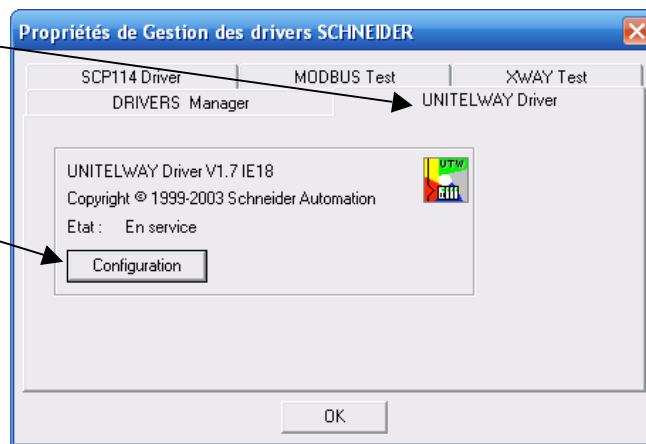 Propriétés de Gestion des drivers SCHNEIDER
SCP114 Driver MODBUS Test XWAY Test
DRIVERS Manager UNITELWAY Driver
UNITELWAY Driver V1.7 IE18
UTW
Copyright © 1999-2003 Schneider Automation
Etat : En service
Configuration
OK